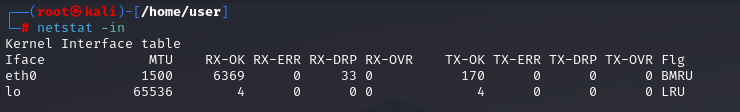 ┌──(root㉿kali)-[/home/user]
└─# netstat -in
Kernel Interface table
Iface             MTU    RX-OK RX-ERR RX-DRP RX-OVR    TX-OK TX-ERR TX-DRP TX-OVR Flg
eth0             1500     6369      0     33 0           170      0      0      0 BMRU
lo              65536        4      0      0 0             4      0      0      0 LRU